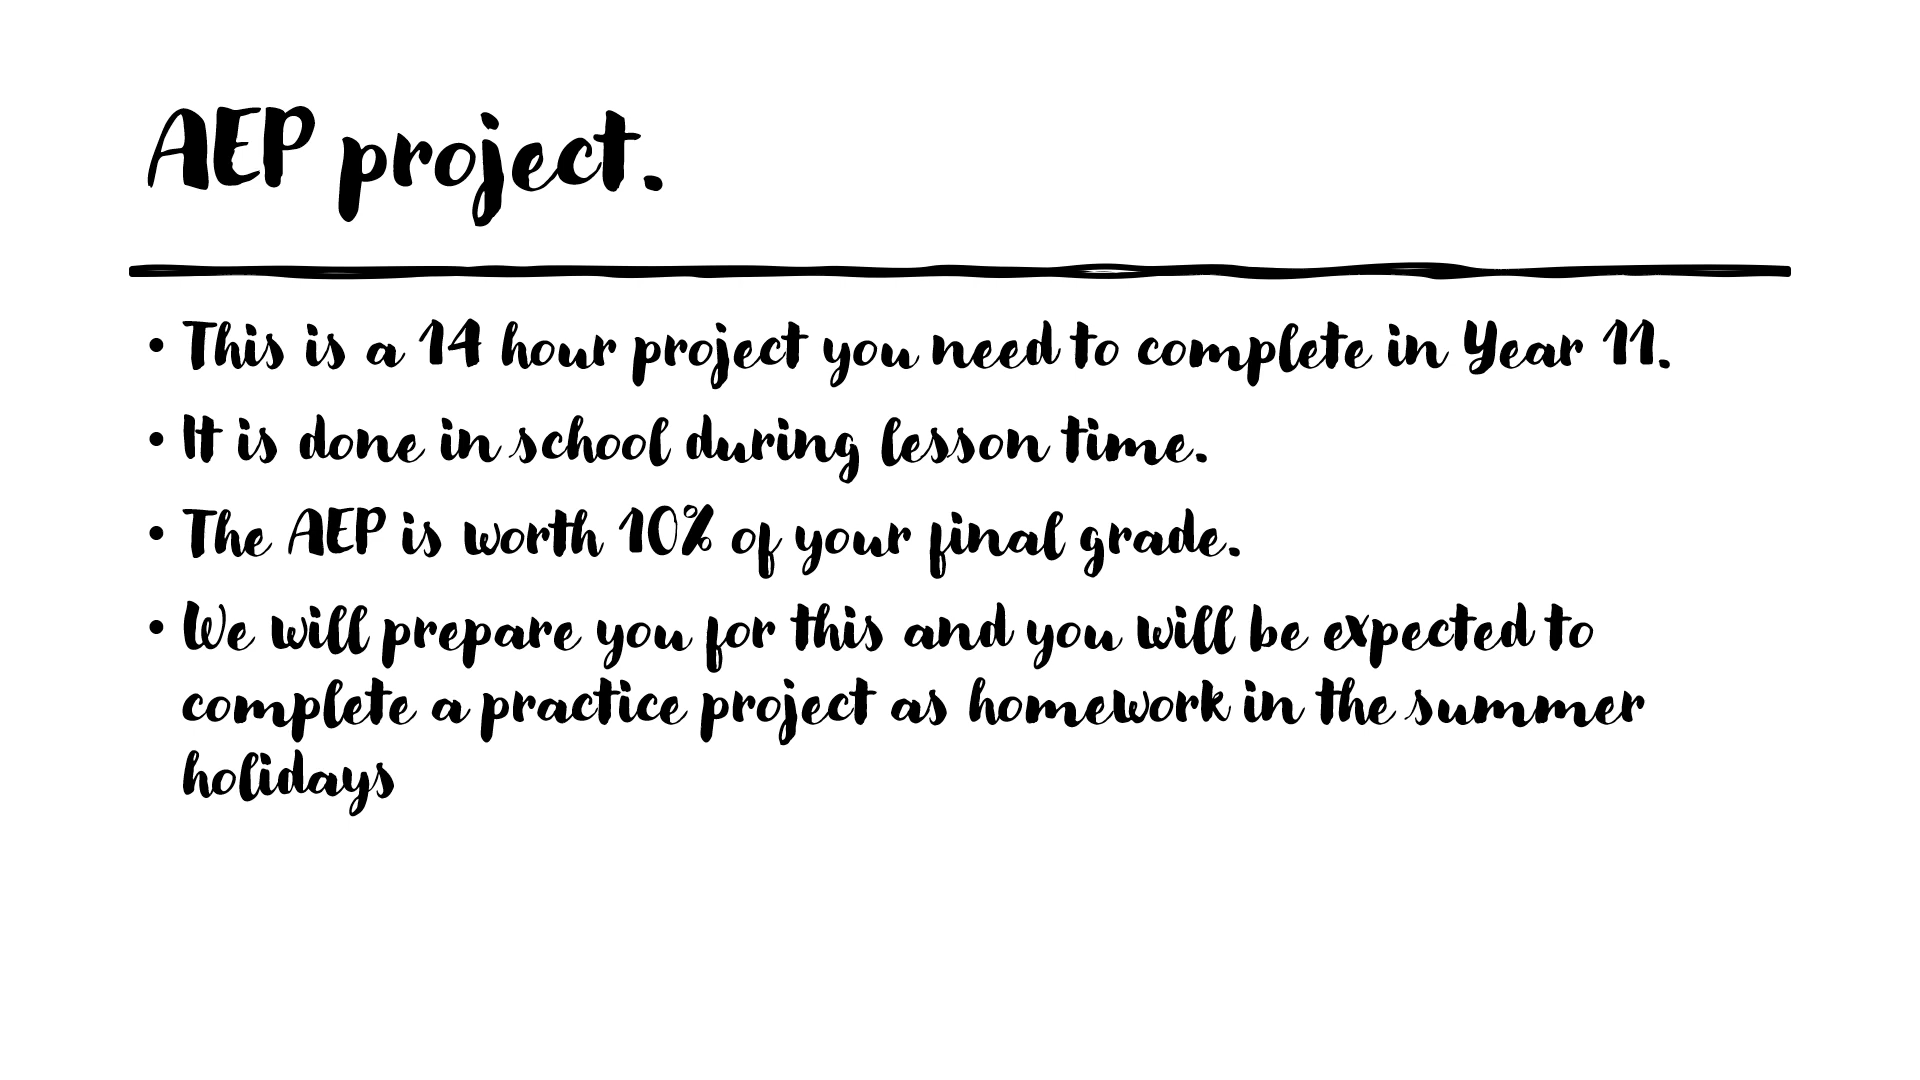 AEP project.
• This is a 14 hour project you need to complete in Year 11.
• It is done in school during lesson time.
• The AEP is worth 10% of your final grade.
• We will prepare you for this and you will be expected to
complete a practice project as homework in the summer
holidays